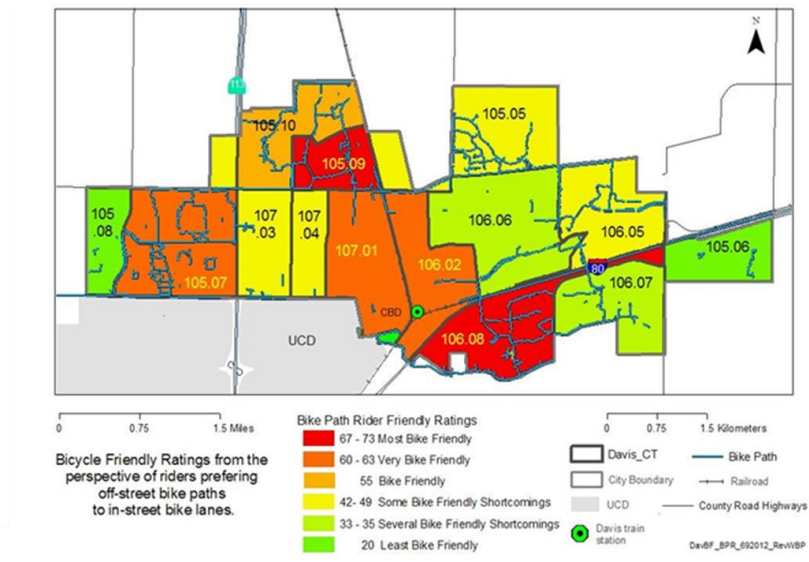 N
113
105.05
105.10
105.09
105
.08
107
.03
107
.04
106.06
106.05
107.01
106.02
105.06
105.07
80
106.07
CBD
UCD
106.08
0 0.75 1.5 Miles
0 0.75 1.5 Kilometers
Bicycle Friendly Ratings from the
perspective of riders prefering
off-street bike paths
to in-street bike lanes.
Bike Path Rider Friendly Ratings
67 - 73 Most Bike Friendly
60 - 63 Very Bike Friendly
55 Bike Friendly
42- 49 Some Bike Friendly Shortcomings
33 - 35 Several Bike Friendly Shortcomings
20 Least Bike Friendly
Davis_CT
City Boundary
UCD
Davis train
station
Bike Path
Railroad
County Road Highways
DavBF_BPR_692012_RevWBP